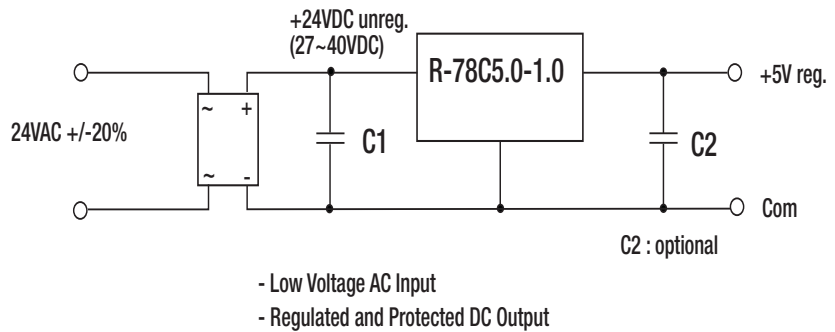 +24VDC unreg.
(27~40VDC)
R-78C5.0-1.0
+5V reg.
~ +
24VAC +/-20%
C1
C2
~ -
Com
C2 : optional
- Low Voltage AC Input
- Regulated and Protected DC Output